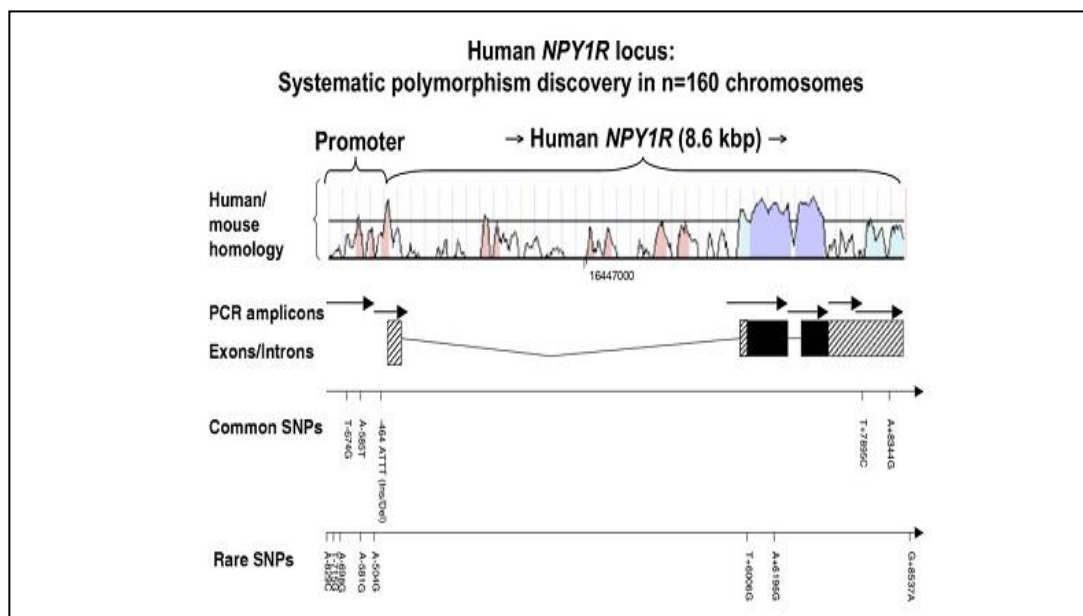 Human NPY1R locus:
Systematic polymorphism discovery in n=160 chromosomes
Promoter
→ Human NPY1R (8.6 kbp) →
Human/
mouse
homology
16447000
PCR amplicons
Exons/Introns
Common SNPs
T-674G
A-585T
-464 ATTT (Ins/Del)
T+7895C
A+8344G
Rare SNPs
A-504G
A-581G
T+6006G
A+6195G
G+8537A